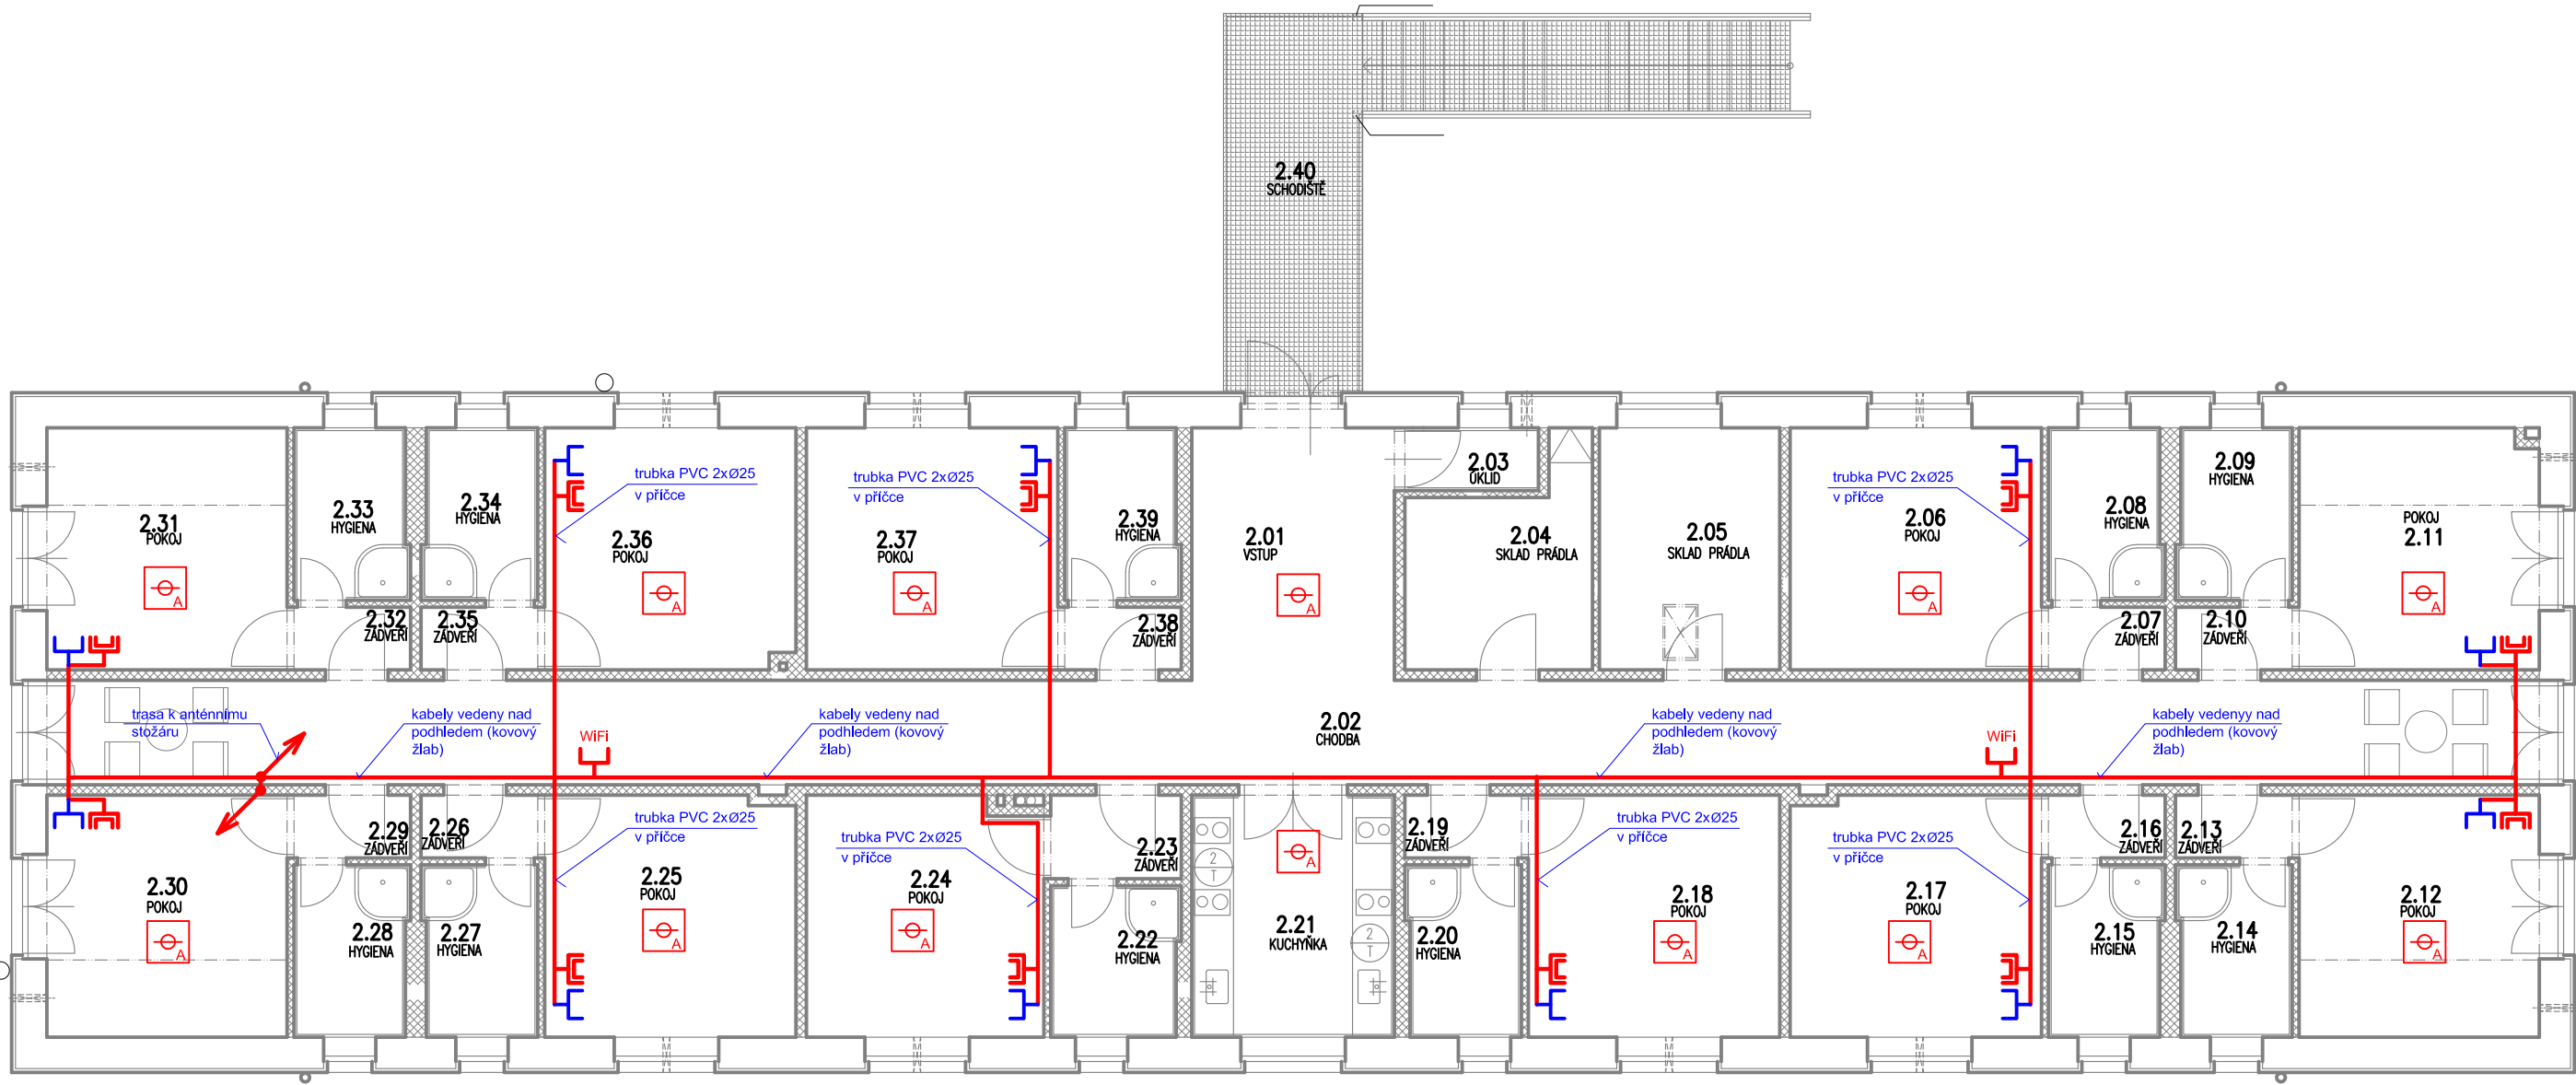 2.40
SCHODIŠTĚ
2.31
POKOJ
A
2.33
HYGIENA
2.32
ZÁDVEŘÍ
2.34
HYGIENA
2.35
ZÁDVEŘÍ
trubka PVC 2xØ25
v příčce
2.36
POKOJ
A
trubka PVC 2xØ25
v příčce
2.37
POKOJ
A
2.39
HYGIENA
2.38
ZÁDVEŘÍ
2.01
VSTUP
A
2.03
ÚKLID
2.04
SKLAD PRÁDLA
2.05
SKLAD PRÁDLA
trubka PVC 2xØ25
v příčce
2.06
POKOJ
A
2.08
HYGIENA
2.07
ZÁDVEŘÍ
2.09
HYGIENA
2.10
ZÁDVEŘÍ
POKOJ
2.11
A
trasa k anténnímu
stožáru
kabely vedeny nad
podhledem (kovový
žlab)
WiFi
kabely vedeny nad
podhledem (kovový
žlab)
2.02
CHODBA
kabely vedeny nad
podhledem (kovový
žlab)
WiFi
kabely vedenyy nad
podhledem (kovový
žlab)
2.30
POKOJ
A
2.29
ZÁDVEŘÍ
2.28
HYGIENA
2.26
ZÁDVEŘÍ
2.27
HYGIENA
trubka PVC 2xØ25
v příčce
2.25
POKOJ
A
trubka PVC 2xØ25
v příčce
2.24
POKOJ
A
2.23
ZÁDVEŘÍ
2.22
HYGIENA
A
2
T
2.21
KUCHYŇKA
2
T
2.19
ZÁDVEŘÍ
2.20
HYGIENA
trubka PVC 2xØ25
v příčce
2.18
POKOJ
A
trubka PVC 2xØ25
v příčce
2.17
POKOJ
A
2.16
ZÁDVEŘÍ
2.15
HYGIENA
2.13
ZÁDVEŘÍ
2.14
HYGIENA
2.12
POKOJ
A